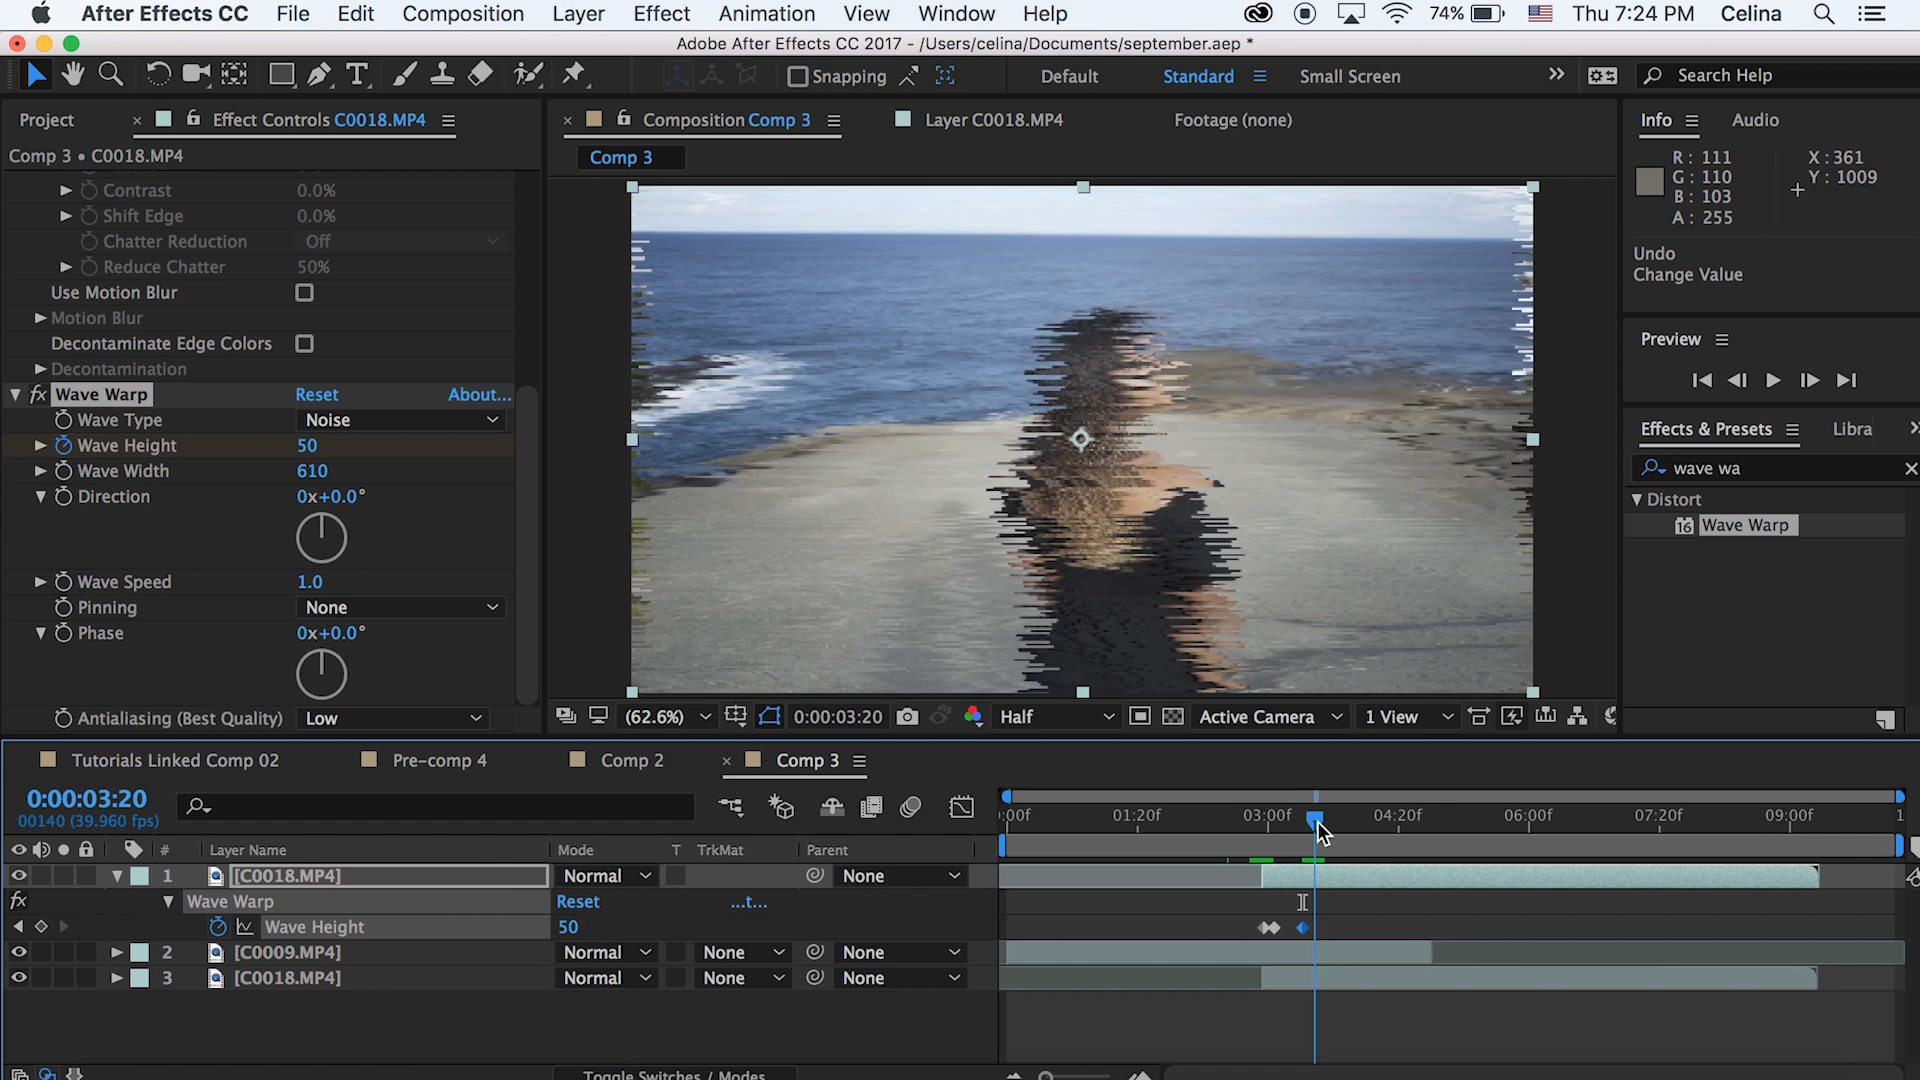 After Effects CC File Edit Composition Layer Effect Animation View Window Help 74% Thu 7:24 PM Celina
Adobe After Effects CC 2017 - /Users/celina/Documents/september.aep *
Snapping Default Standard Small Screen Search Help
Project Effect Controls C0018.MP4
Comp 3 • C0018.MP4
Contrast 0.0%
Shift Edge 0.0%
Chatter Reduction Off
Reduce Chatter 50%
Use Motion Blur
Motion Blur
Decontaminate Edge Colors
Decontamination
fx Wave Warp Reset About...
Wave Type Noise
Wave Height 50
Wave Width 610
Direction 0x+0.0°
Wave Speed 1.0
Pinning None
Phase 0x+0.0°
Antialiasing (Best Quality) Low
Composition Comp 3 Layer C0018.MP4 Footage (none)
Comp 3
(62.6%) 0:00:03:20 Half Active Camera 1 View
Info Audio
R: 111 X: 361
G: 110 Y: 1009
B: 103
A: 255
Undo
Change Value
Preview
Effects & Presets Libra
wave wa
Distort
16 Wave Warp
Tutorials Linked Comp 02 Pre-comp 4 Comp 2 Comp 3
0:00:03:20
00140 (39.960 fps)
:00f 01:20f 03:00f 04:20f 06:00f 07:20f 09:00f 1
# Layer Name Mode T TrkMat Parent
1 [C0018.MP4] Normal None
fx Wave Warp Reset ...t...
Wave Height 50
2 [C0009.MP4] Normal None None
3 [C0018.MP4] Normal None None
Toggle Switches / Modes